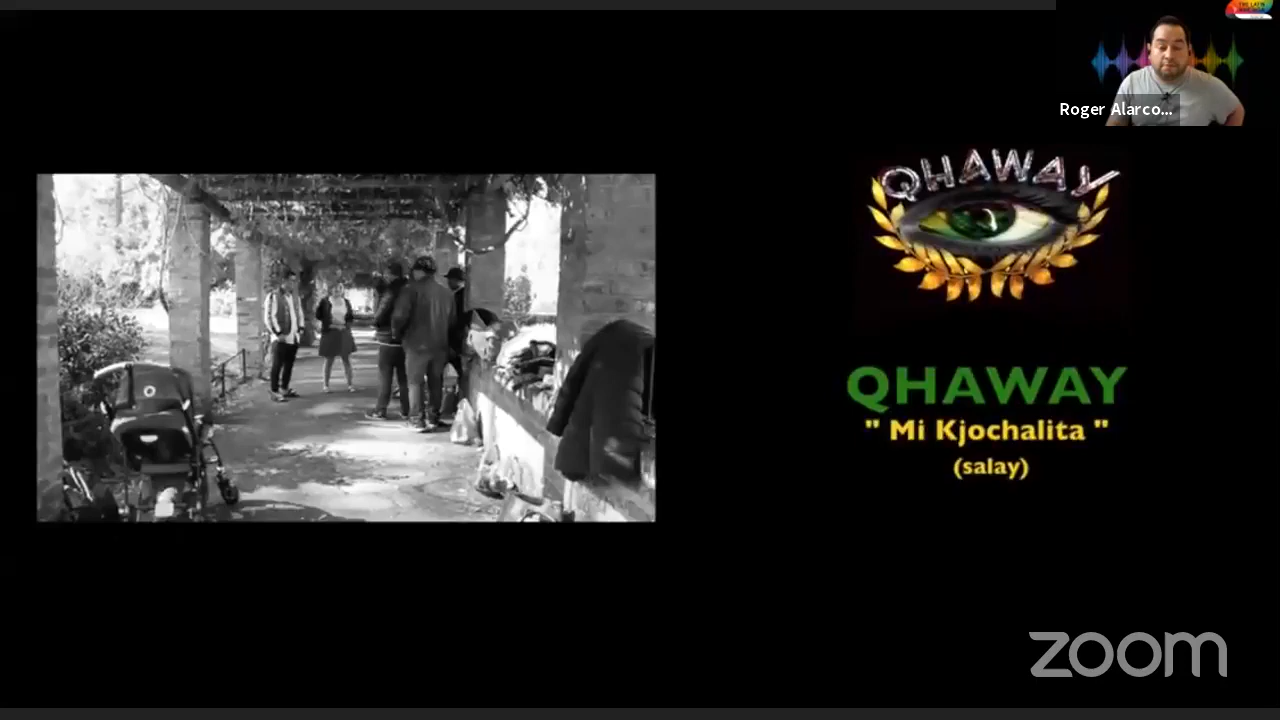 Roger Alarco...
QHAWAY
QHAWAY
" Mi Kjochalita "
(salay)
zoom